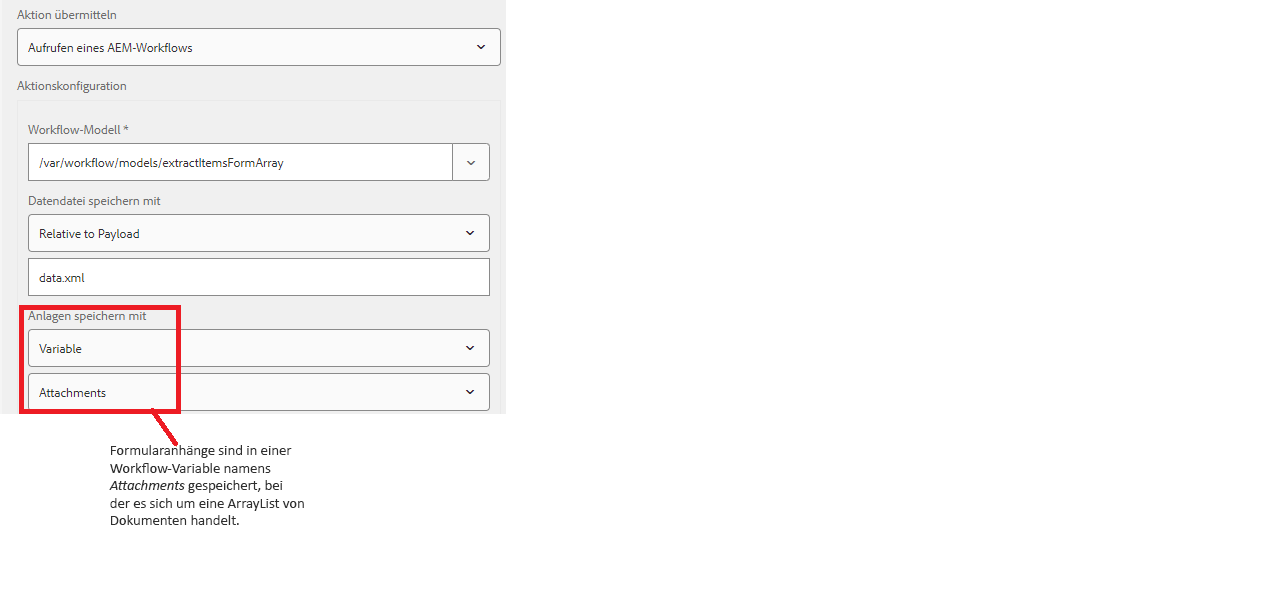 Aktion übermitteln
Aufrufen eines AEM-Workflows
Aktionskonfiguration
Workflow-Modell *
/var/workflow/models/extractItemsFormArray
Datendatei speichern mit
Relative to Payload
data.xml
Anlagen speichern mit
Variable
Attachments
Formularanhänge sind in einer
Workflow-Variable namens
Attachments gespeichert, bei
der es sich um eine ArrayList von
Dokumenten handelt.